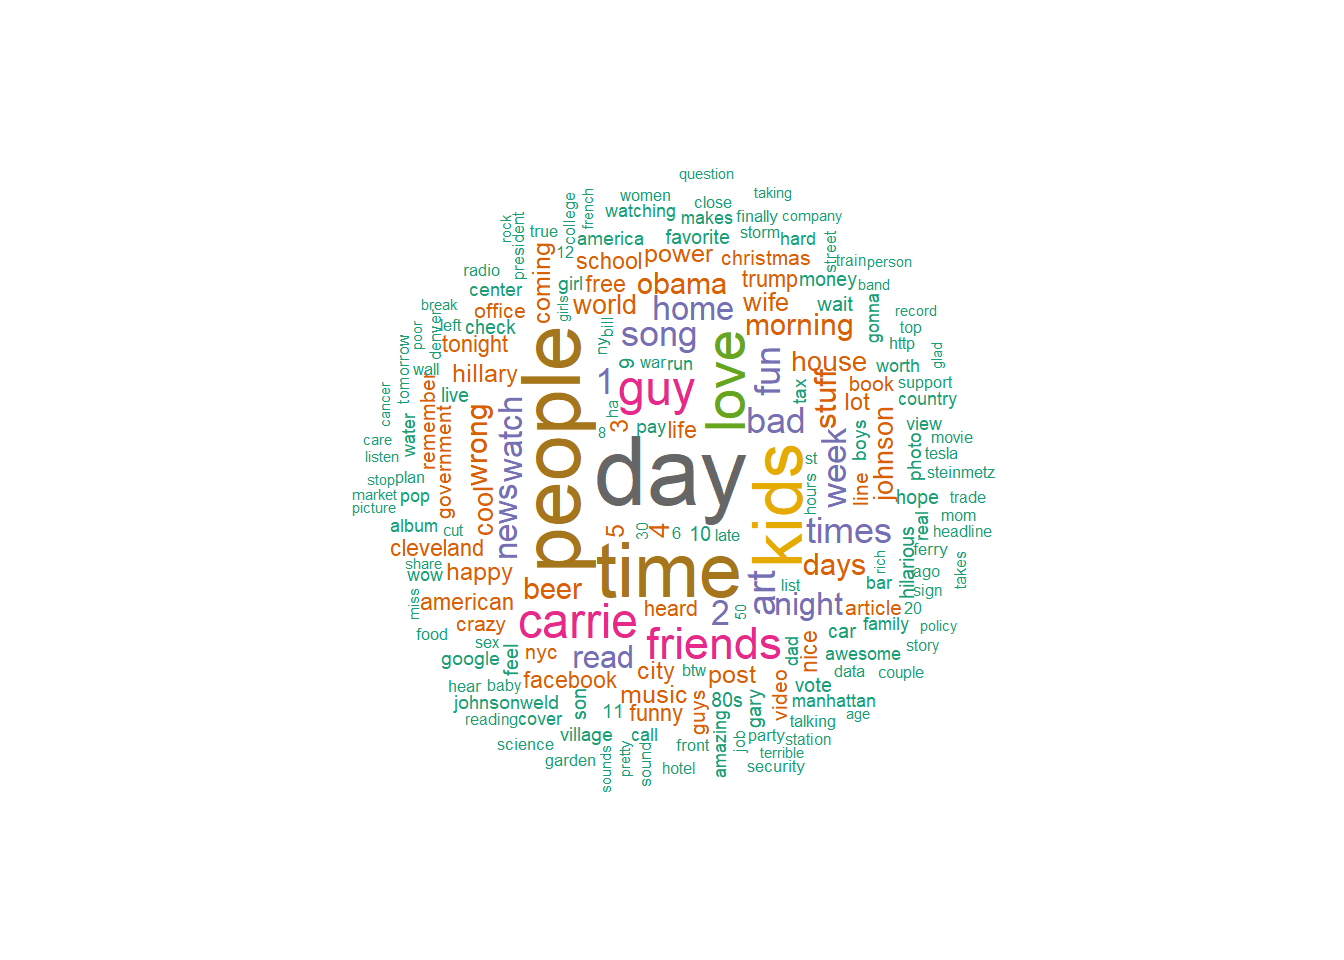 question
women
taking
college
french
close
watching
makes
finally
company
rock
president
true
america
favorite
storm
hard
street
12
coming
school
power
christmas
train
person
radio
girl
girls
free
obama
trump
money
band
center
world
home
wife
wait
gonna
record
break
office
song
morning
top
left
check
denver
poor
tonight
ny
bill
love
fun
house
http
glad
wall
people
9
war
run
worth
tomorrow
hillary
1
guy
tax
stuff
book
support
cancer
remember
live
ha
lot
country
water
wrong
watch
3
pay
life
bad
boys
view
care
8
week
johnson
movie
listen
government
day
kids
st
photo
tesla
stop
plan
cool
news
hours
line
steinmetz
market
pop
hope
trade
picture
album
cut
5
30
4
6
10
late
times
real
mom
headline
cleveland
time
days
rich
hilarious
ferry
share
wow
happy
art
list
bar
ago
takes
miss
american
beer
heard
2
50
night
article
20
sign
food
crazy
carrie
friends
dad
nice
car
family
policy
sex
nyc
read
city
btw
post
awesome
story
google
feel
facebook
data
couple
hear
baby
son
music
guys
80s
gary
video
vote
manhattan
johnsonweld
reading
cover
11
funny
amazing
talking
age
science
village
call
front
job
party
station
garden
sounds
pretty
sound
hotel
terrible
security